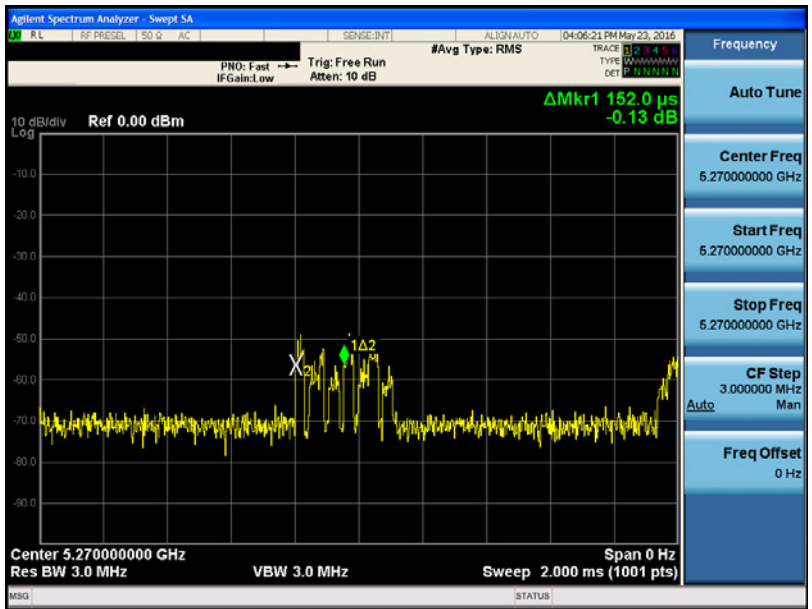 Agilent Spectrum Analyzer - Swept SA
RL RF PRESEL 50 Ω AC SENSE:INT ALIGN AUTO 04:06:21 PM May 23, 2016
#Avg Type: RMS
TRACE 1 2 3 4 5 6
TYPE WWWWWW
DET P N N N N N
PNO: Fast
IFGain:Low
Trig: Free Run
Atten: 10 dB
ΔMkr1 152.0 µs
-0.13 dB
10 dB/div
Log
Ref 0.00 dBm
-10.0
-20.0
-30.0
-40.0
-50.0
-60.0
-70.0
-80.0
-90.0
1Δ2
2
Center 5.270000000 GHz
Span 0 Hz
Res BW 3.0 MHz
VBW 3.0 MHz
Sweep 2.000 ms (1001 pts)
MSG
STATUS
Frequency
Auto Tune
Center Freq
5.270000000 GHz
Start Freq
5.270000000 GHz
Stop Freq
5.270000000 GHz
CF Step
3.000000 MHz
Auto Man
Freq Offset
0 Hz